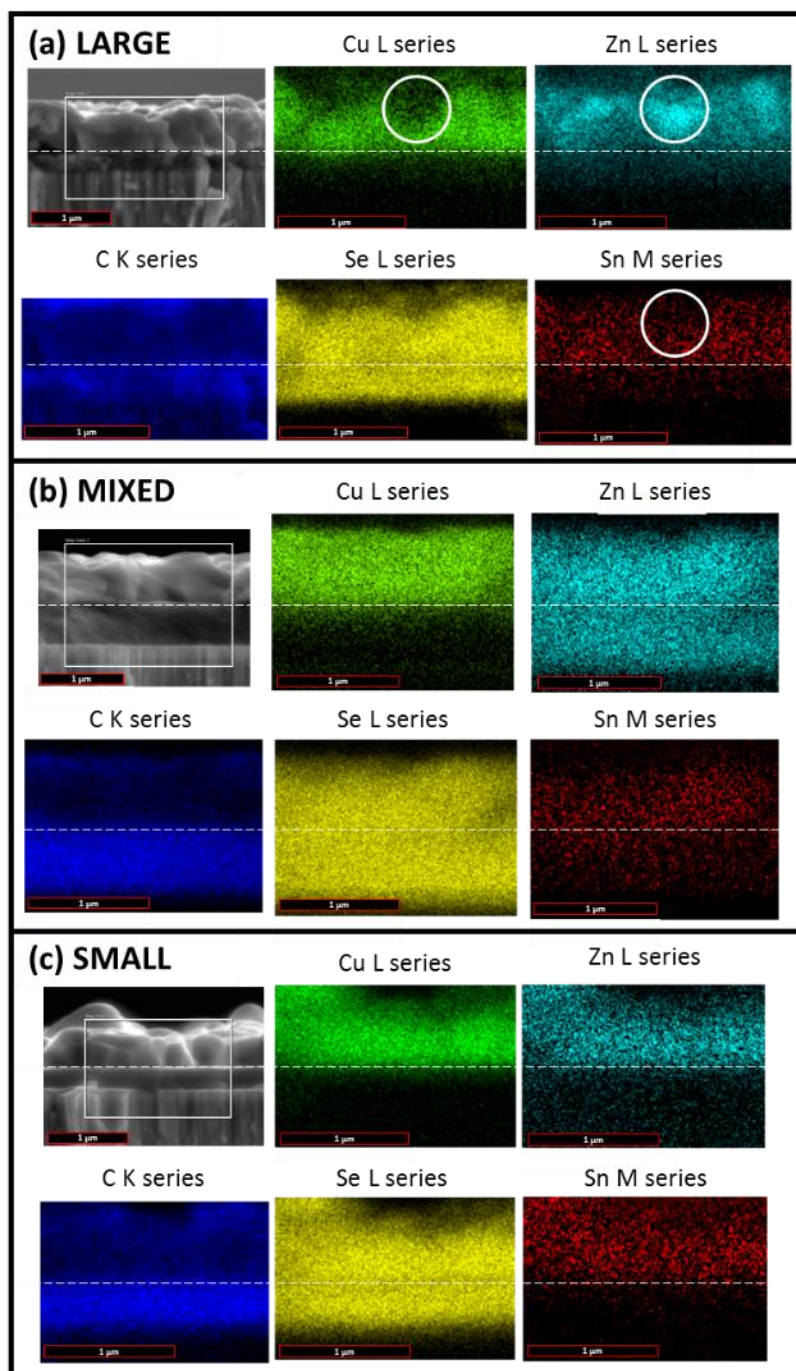 (a) LARGE
Cu L series
Zn L series
1 μm
1 μm
1 μm
C K series
Se L series
Sn M series
1 μm
1 μm
1 μm
(b) MIXED
Cu L series
Zn L series
1 μm
1 μm
1 μm
C K series
Se L series
Sn M series
1 μm
1 μm
1 μm
(c) SMALL
Cu L series
Zn L series
1 μm
1 μm
1 μm
C K series
Se L series
Sn M series
1 μm
1 μm
1 μm